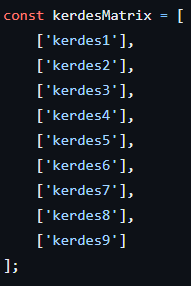 const kerdesMatrix = [
    ['kerdes1'],
    ['kerdes2'],
    ['kerdes3'],
    ['kerdes4'],
    ['kerdes5'],
    ['kerdes6'],
    ['kerdes7'],
    ['kerdes8'],
    ['kerdes9']
];